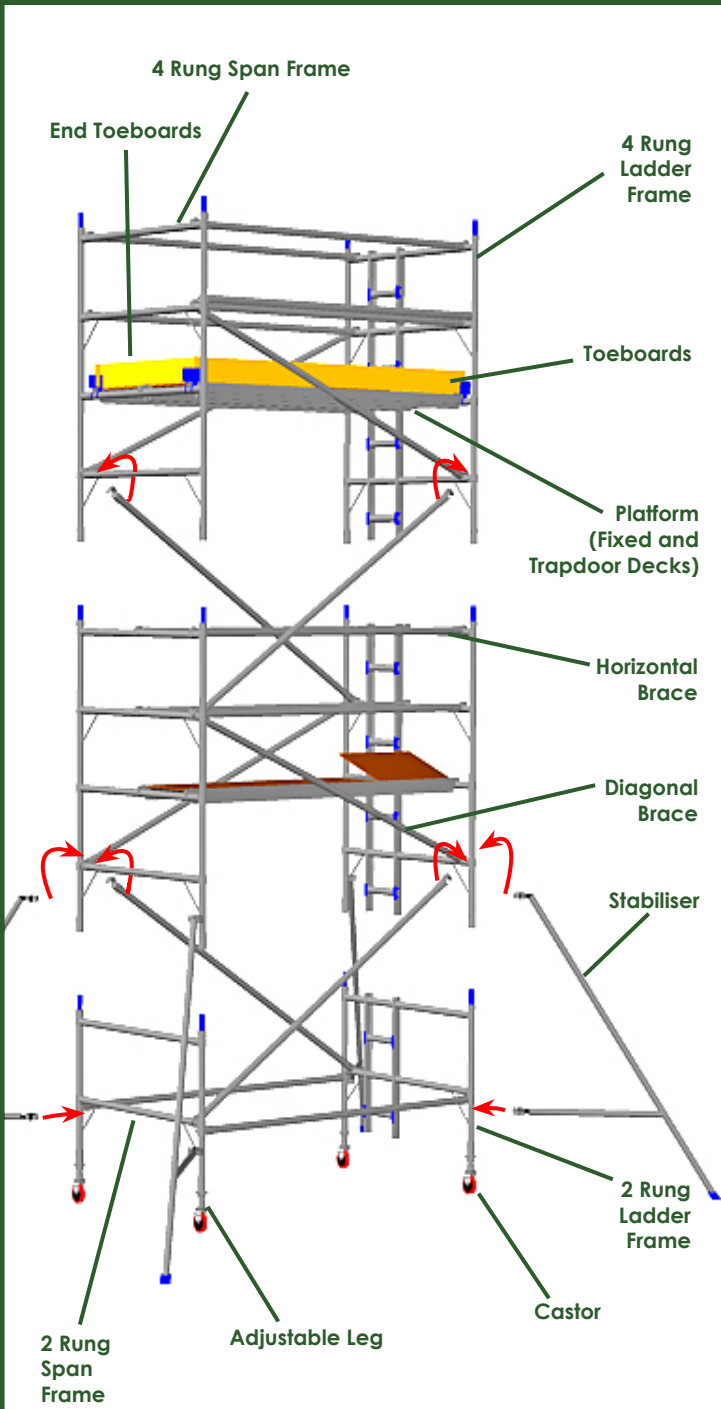 4 Rung Span Frame
End Toeboards
4 Rung
Ladder
Frame
Toeboards
Platform
(Fixed and
Trapdoor Decks)
Horizontal
Brace
Diagonal
Brace
Stabiliser
2 Rung
Ladder
Frame
Castor
Adjustable Leg
2 Rung
Span
Frame